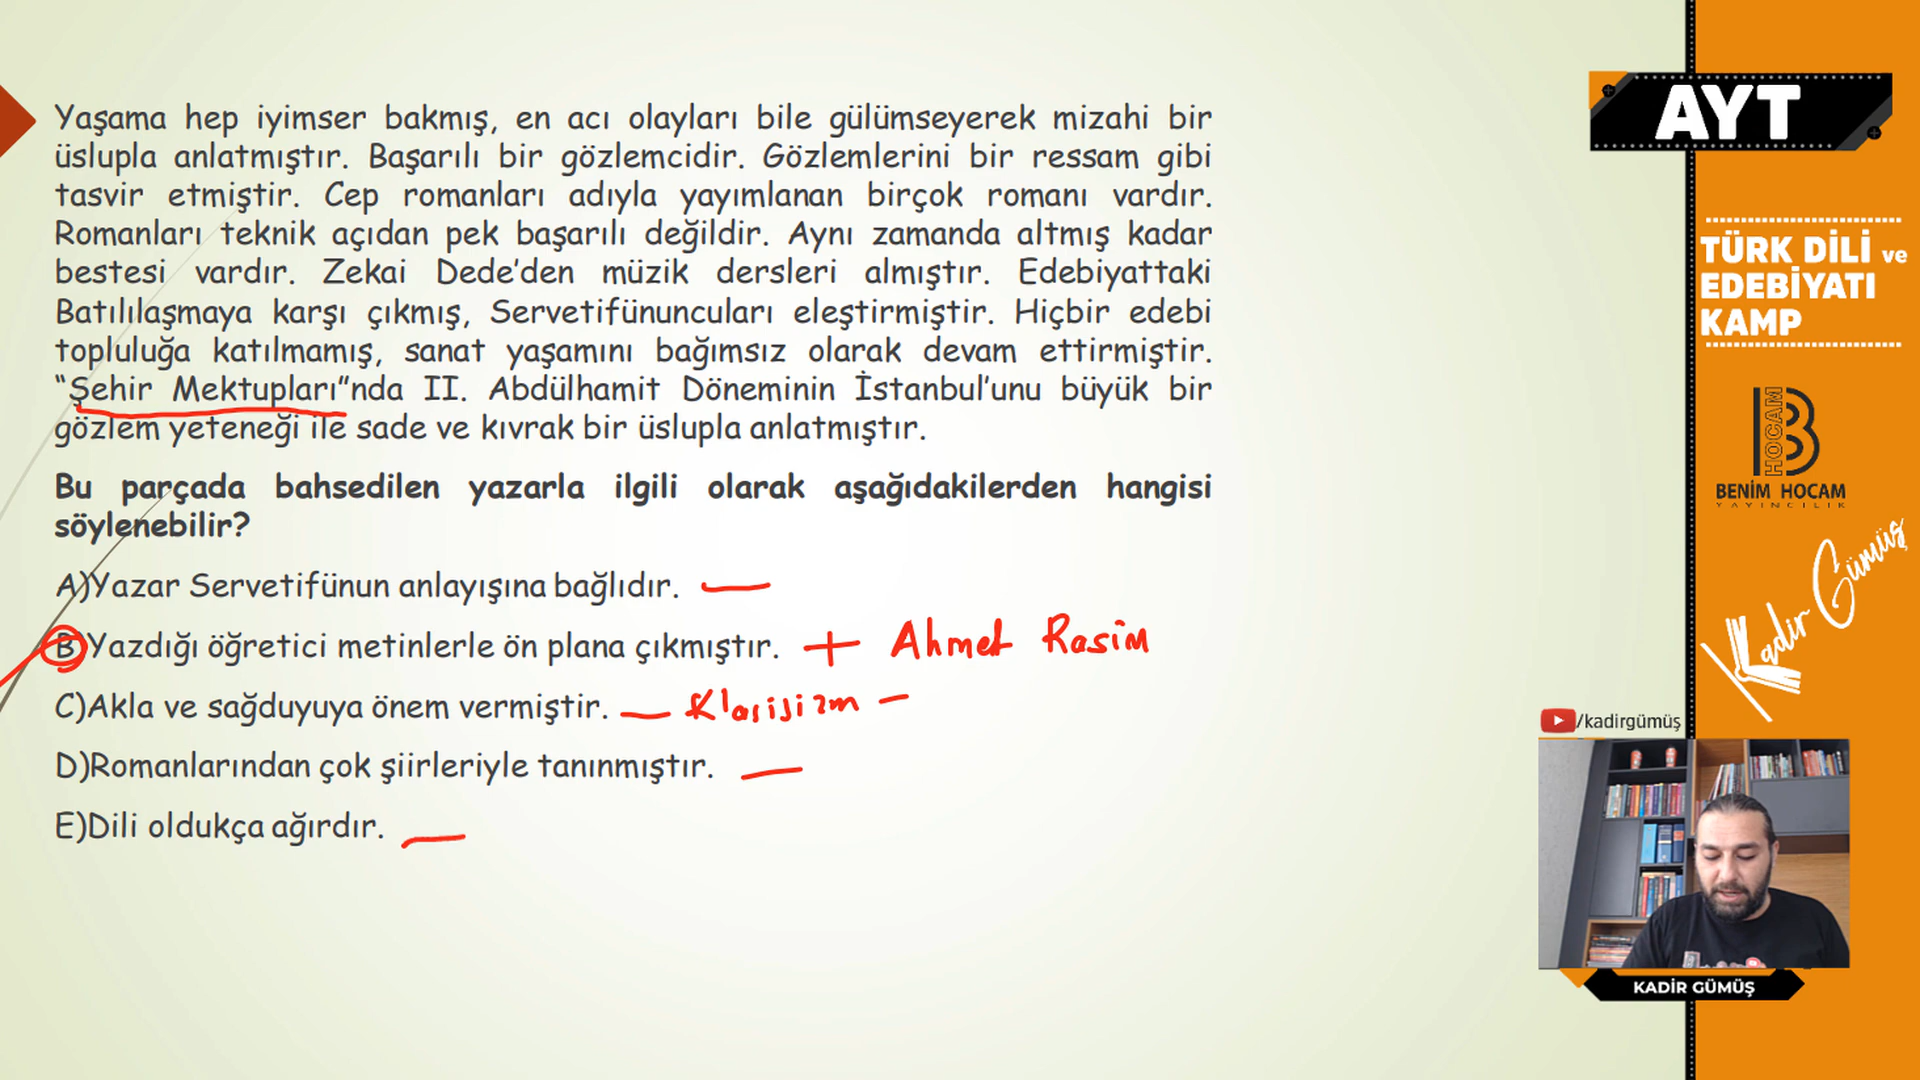 Yaşama hep iyimser bakmış, en acı olayları bile gülümseyerek mizahi bir
üslupla anlatmıştır. Başarılı bir gözlemcidir. Gözlemlerini bir ressam gibi
tasvir etmiştir. Cep romanları adıyla yayımlanan birçok romanı vardır.
Romanları teknik açıdan pek başarılı değildir. Aynı zamanda altmış kadar
bestesi vardır. Zekai Dede'den müzik dersleri almıştır. Edebiyattaki
Batılılaşmaya karşı çıkmış, Servetifünuncuları eleştirmiştir. Hiçbir edebi
topluluğa katılmamış, sanat yaşamını bağımsız olarak devam ettirmiştir.
"Şehir Mektupları"nda II. Abdülhamit Döneminin İstanbul'unu büyük bir
gözlem yeteneği ile sade ve kıvrak bir üslupla anlatmıştır.
Bu parçada bahsedilen yazarla ilgili olarak aşağıdakilerden hangisi
söylenebilir?
A)Yazar Servetifünun anlayışına bağlıdır. —
B)Yazdığı öğretici metinlerle ön plana çıkmıştır. + Ahmet Rasim
C)Akla ve sağduyuya önem vermiştir. — Klasisizm —
D)Romanlarından çok şiirleriyle tanınmıştır. —
E)Dili oldukça ağırdır. —
AYT
TÜRK DİLİ ve
EDEBİYATI
KAMP
B HOCAM
BENİM HOCAM
YAYINCILIK
Kadir Gümüş
/kadirgümüş
KADİR GÜMÜŞ